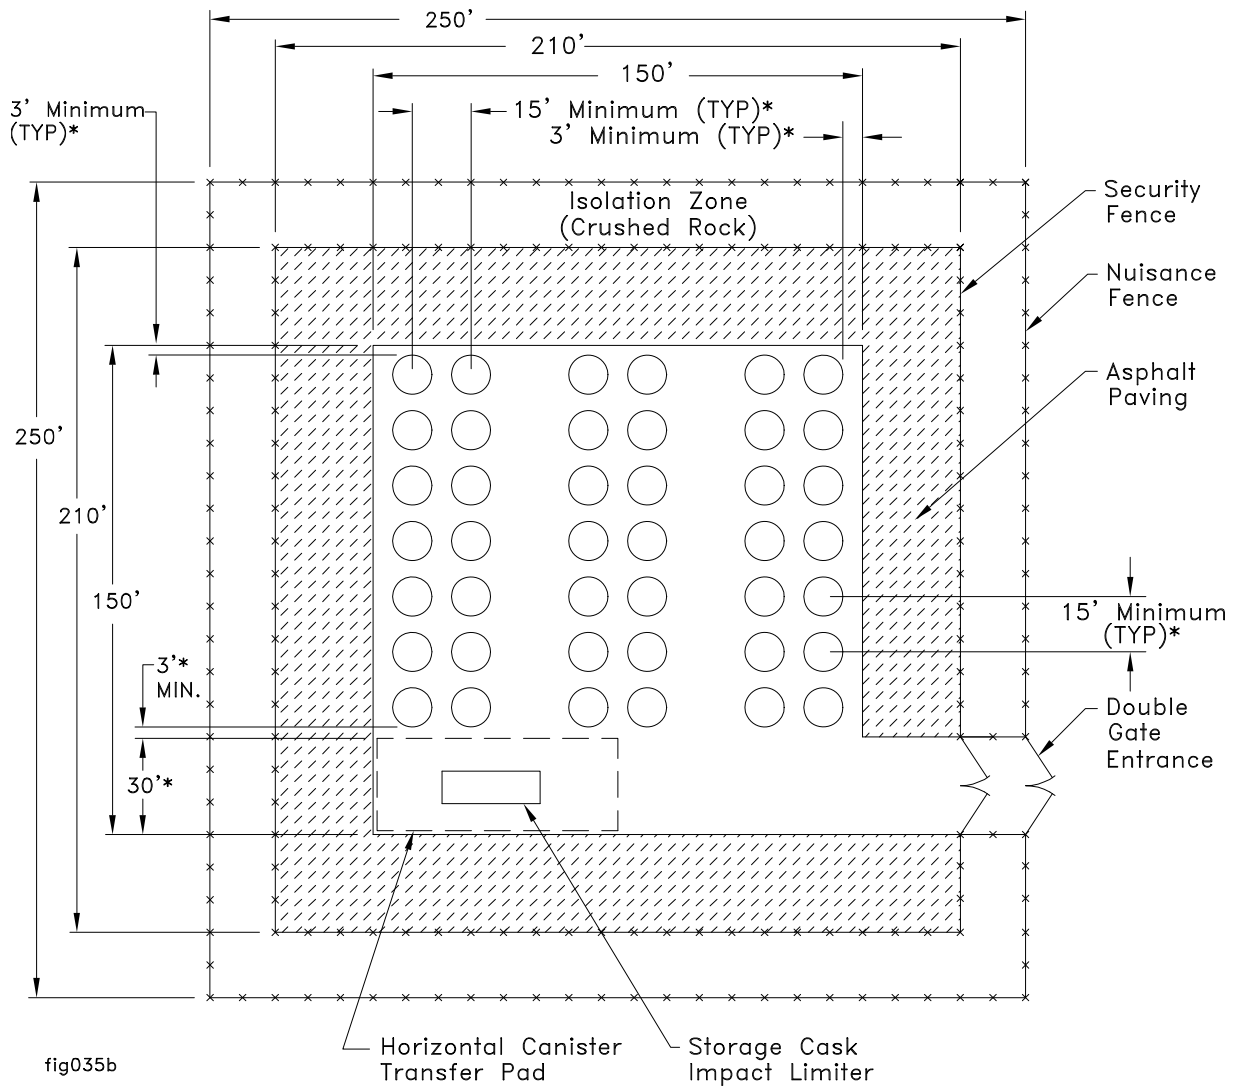 250'
210'
150'
3' Minimum
(TYP)*
15' Minimum (TYP)*
3' Minimum (TYP)*
Isolation Zone
(Crushed Rock)
Security
Fence
Nuisance
Fence
Asphalt
Paving
250'
210'
150'
15' Minimum
(TYP)*
3'*
MIN.
30'*
Double
Gate
Entrance
Horizontal Canister
Transfer Pad
Storage Cask
Impact Limiter
fig035b